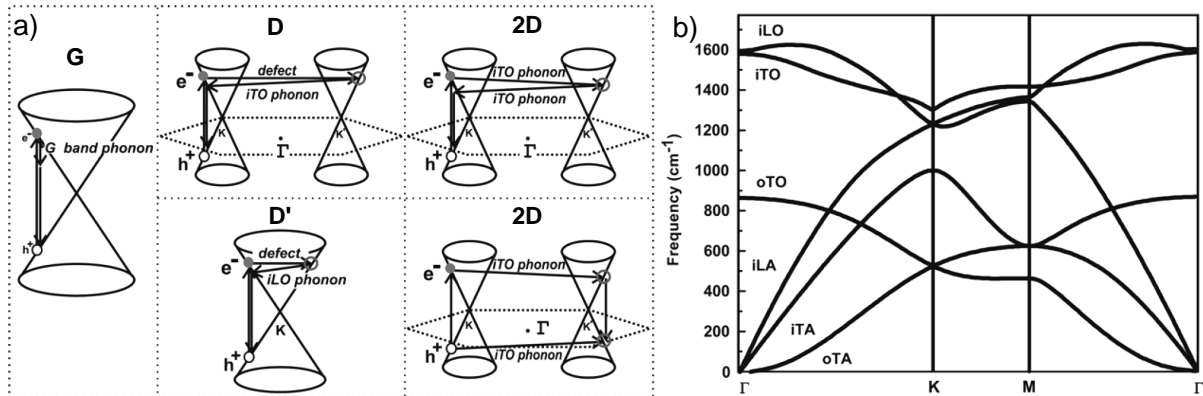 a)
G
e-
G band phonon
h+
D
e-
defect
iTO phonon
K
K'
Γ
h+
2D
e-
iTO phonon
iTO phonon
K
K'
Γ
h+
D'
defect
e-
iLO phonon
K
h+
2D
e-
iTO phonon
K
K'
Γ
h+
iTO phonon
b)
Frequency (cm-1)
1600
1400
1200
1000
800
600
400
200
0
iLO
iTO
oTO
iLA
iTA
oTA
Γ K M Γ